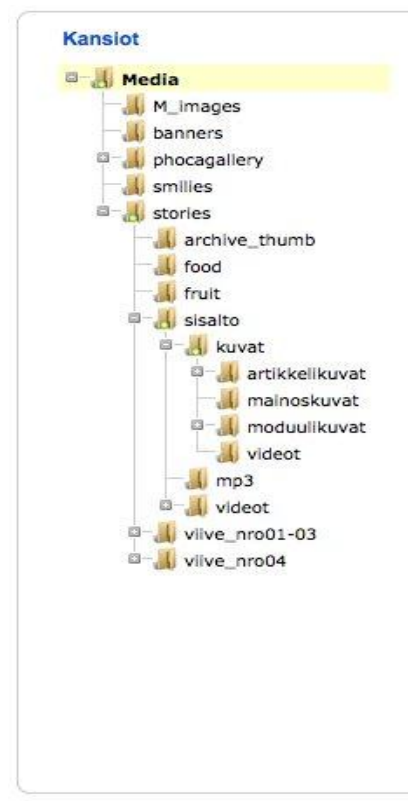 Kansiot
Media
M_images
banners
phocagallery
smilies
stories
archive_thumb
food
fruit
sisalto
kuvat
artikkelikuvat
mainoskuvat
moduulikuvat
videot
mp3
videot
viive_nro01-03
viive_nro04